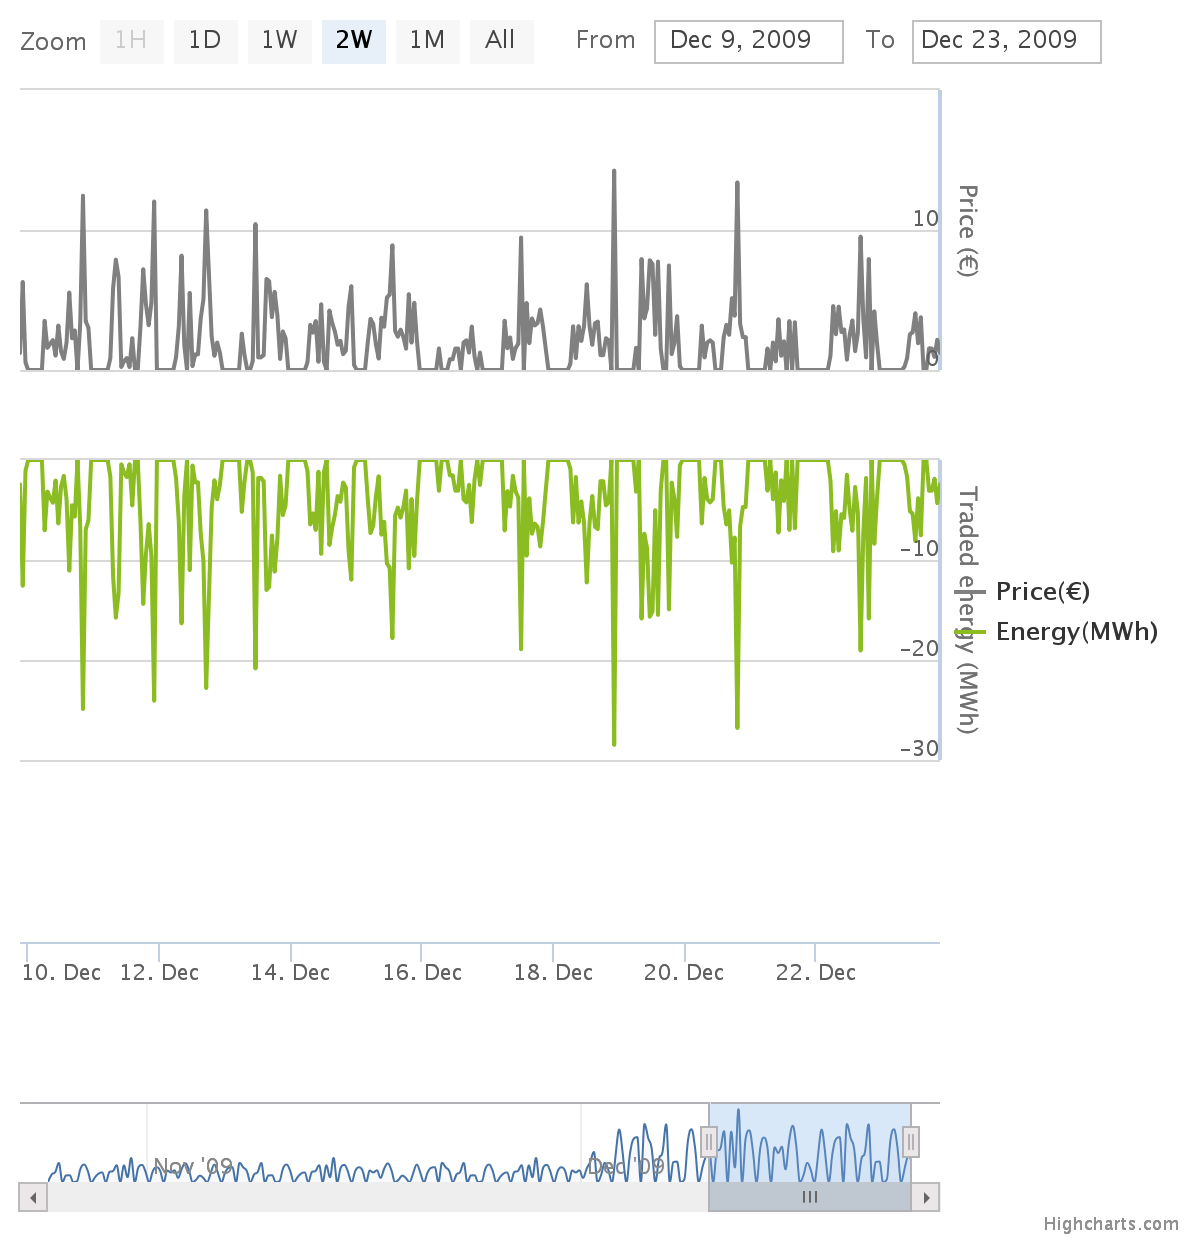 Zoom 1H 1D 1W 2W 1M All From Dec 9, 2009 To Dec 23, 2009
Price (€)
10
0
Traded energy (MWh)
−10
−20
−30
Price(€)
Energy(MWh)
10. Dec 12. Dec 14. Dec 16. Dec 18. Dec 20. Dec 22. Dec
Nov '09 Dec '09
Highcharts.com